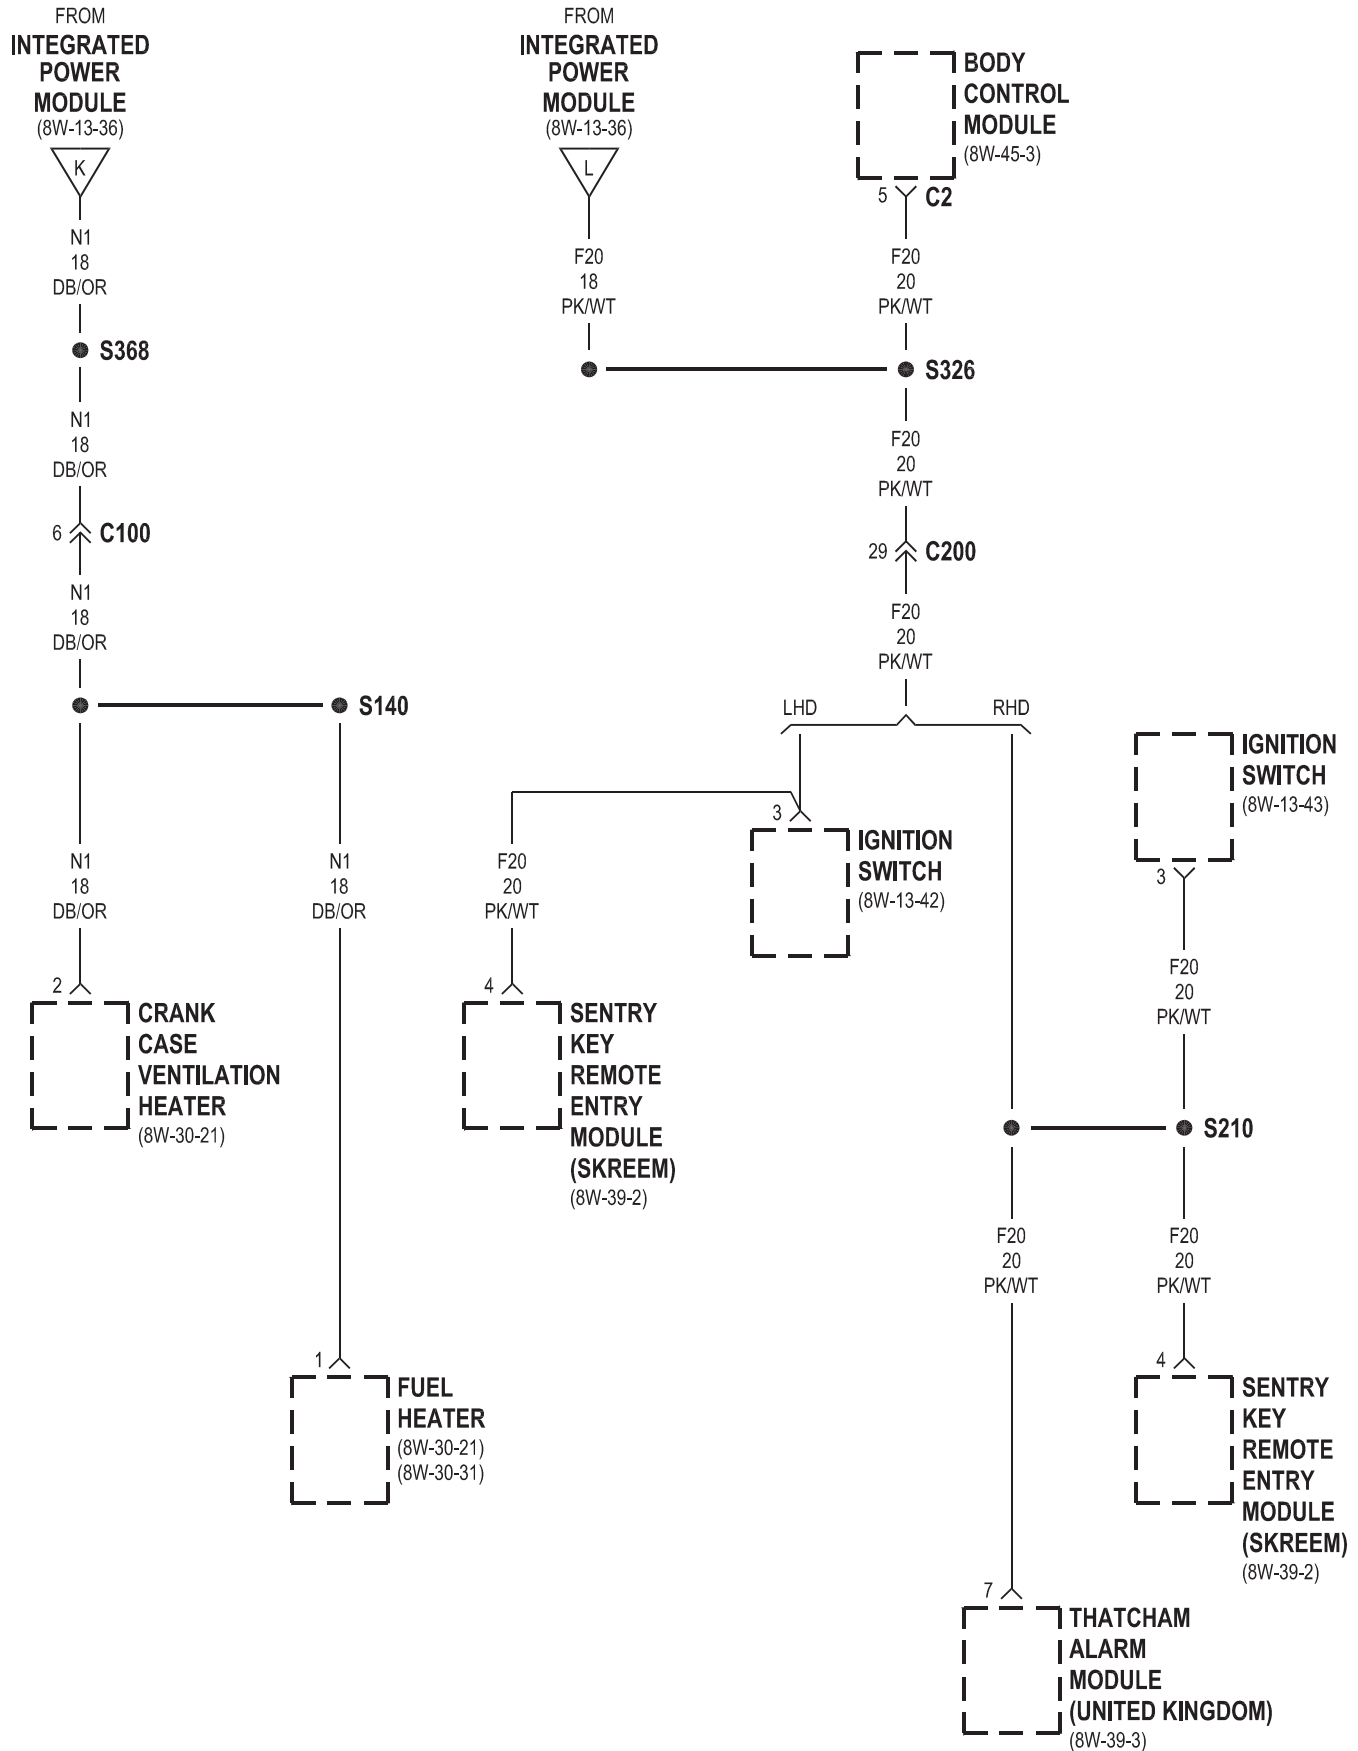 FROM
INTEGRATED
POWER
MODULE
(8W-13-36)
K
N1
18
DB/OR
S368
N1
18
DB/OR
6
C100
N1
18
DB/OR
S140
N1
18
DB/OR
2
CRANK
CASE
VENTILATION
HEATER
(8W-30-21)
N1
18
DB/OR
1
FUEL
HEATER
(8W-30-21)
(8W-30-31)
FROM
INTEGRATED
POWER
MODULE
(8W-13-36)
L
F20
18
PK/WT
BODY
CONTROL
MODULE
(8W-45-3)
5
C2
F20
20
PK/WT
S326
F20
20
PK/WT
29
C200
F20
20
PK/WT
LHD
RHD
3
IGNITION
SWITCH
(8W-13-42)
F20
20
PK/WT
4
SENTRY
KEY
REMOTE
ENTRY
MODULE
(SKREEM)
(8W-39-2)
IGNITION
SWITCH
(8W-13-43)
3
F20
20
PK/WT
S210
F20
20
PK/WT
F20
20
PK/WT
4
SENTRY
KEY
REMOTE
ENTRY
MODULE
(SKREEM)
(8W-39-2)
7
THATCHAM
ALARM
MODULE
(UNITED KINGDOM)
(8W-39-3)